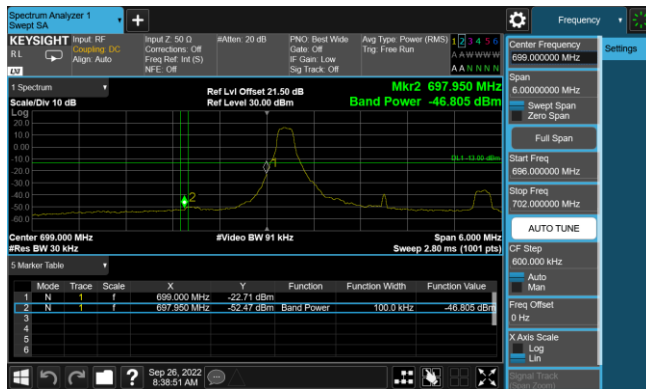 Spectrum Analyzer 1
Swept SA
Frequency
KEYSIGHT
RL
LXI
Input: RF
Coupling: DC
Align: Auto
Input Z: 50 Ω
Corrections: Off
Freq Ref: Int (S)
NFE: Off
#Atten: 20 dB
PNO: Best Wide
Gate: Off
IF Gain: Low
Sig Track: Off
Avg Type: Power (RMS)
Trig: Free Run
1 2 3 4 5 6
A A W W W W
A A N N N N
1 Spectrum
Scale/Div 10 dB
Ref Lvl Offset 21.50 dB
Ref Level 30.00 dBm
Mkr2 697.950 MHz
Band Power -46.805 dBm
Log
20.0
10.0
0.00
-10.0
-20.0
-30.0
-40.0
-50.0
-60.0
DL1 -13.00 dBm
1
2
Center 699.000 MHz
#Res BW 30 kHz
#Video BW 91 kHz
Span 6.000 MHz
Sweep 2.80 ms (1001 pts)
5 Marker Table
Mode Trace Scale X Y Function Function Width Function Value
1 N 1 f 699.000 MHz -22.71 dBm
2 N 1 f 697.950 MHz -52.47 dBm Band Power 100.0 kHz -46.805 dBm
3
4
5
6
Sep 26, 2022
8:38:51 AM
Center Frequency
699.000000 MHz
Settings
Span
6.00000000 MHz
Swept Span
Zero Span
Full Span
Start Freq
696.000000 MHz
Stop Freq
702.000000 MHz
AUTO TUNE
CF Step
600.000 kHz
Auto
Man
Freq Offset
0 Hz
X Axis Scale
Log
Lin
Signal Track
(Span Zoom)